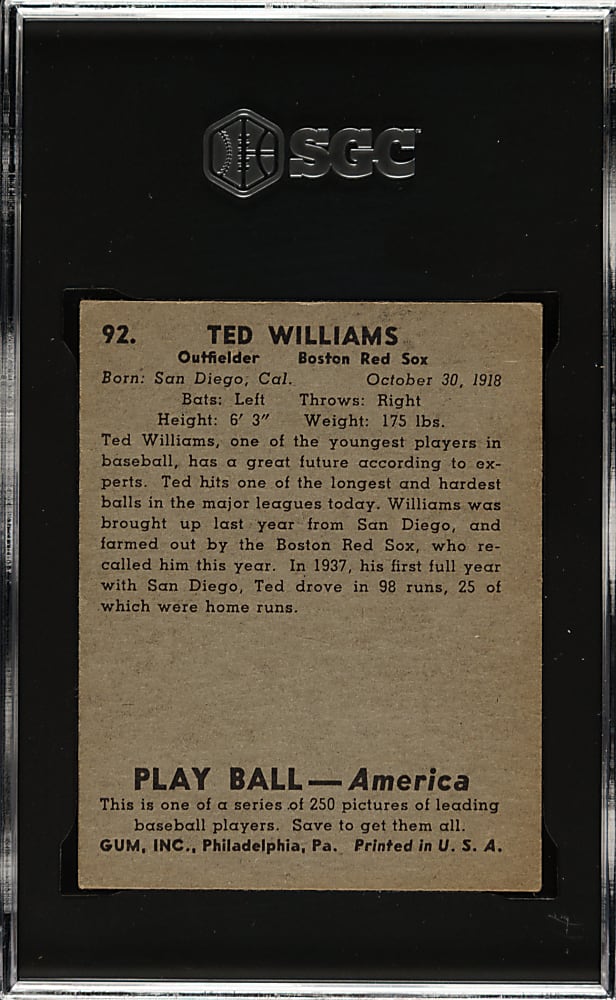 SGC
92. TED WILLIAMS
Outfielder Boston Red Sox
Born: San Diego, Cal. October 30, 1918
Bats: Left Throws: Right
Height: 6' 3" Weight: 175 lbs.
Ted Williams, one of the youngest players in
baseball, has a great future according to ex-
perts. Ted hits one of the longest and hardest
balls in the major leagues today. Williams was
brought up last year from San Diego, and
farmed out by the Boston Red Sox, who re-
called him this year. In 1937, his first full year
with San Diego, Ted drove in 98 runs, 25 of
which were home runs.
PLAY BALL — America
This is one of a series of 250 pictures of leading
baseball players. Save to get them all.
GUM, INC., Philadelphia, Pa. Printed in U. S. A.